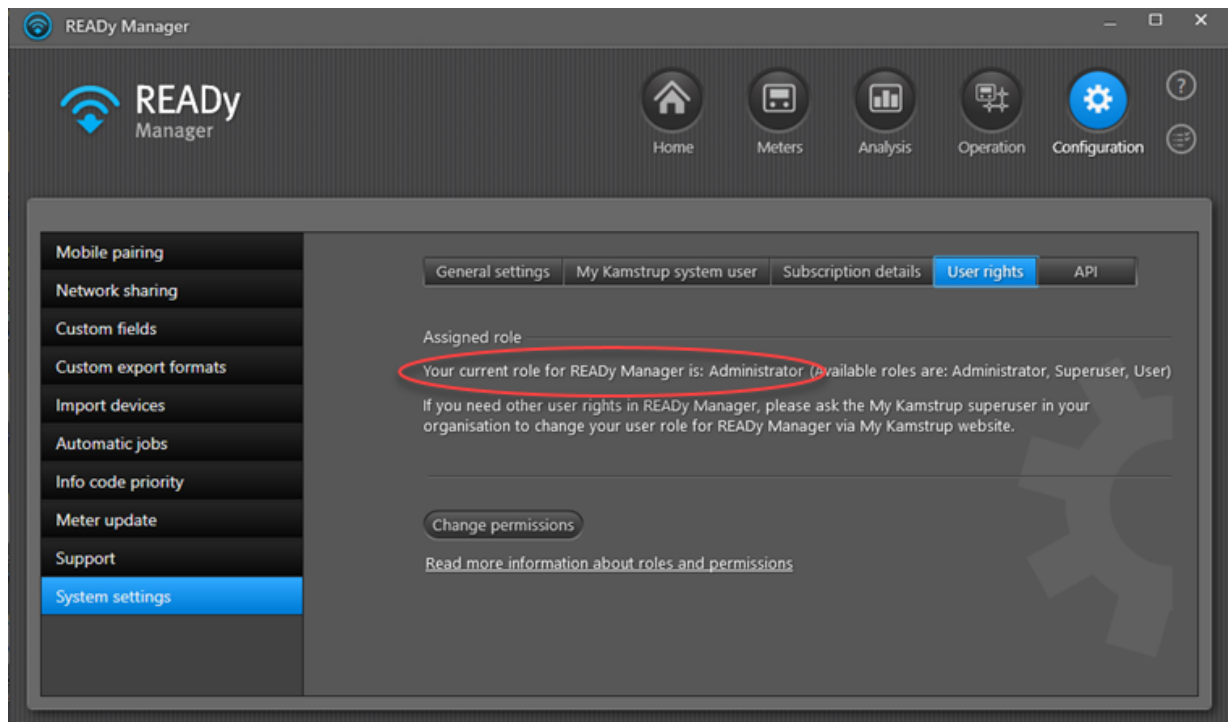 READy Manager
READy
Manager
Home
Meters
Analysis
Operation
Configuration
?
Mobile pairing
Network sharing
Custom fields
Custom export formats
Import devices
Automatic jobs
Info code priority
Meter update
Support
System settings
General settings
My Kamstrup system user
Subscription details
User rights
API
Assigned role
Your current role for READy Manager is: Administrator (Available roles are: Administrator, Superuser, User)
If you need other user rights in READy Manager, please ask the My Kamstrup superuser in your
organisation to change your user role for READy Manager via My Kamstrup website.
Change permissions
Read more information about roles and permissions